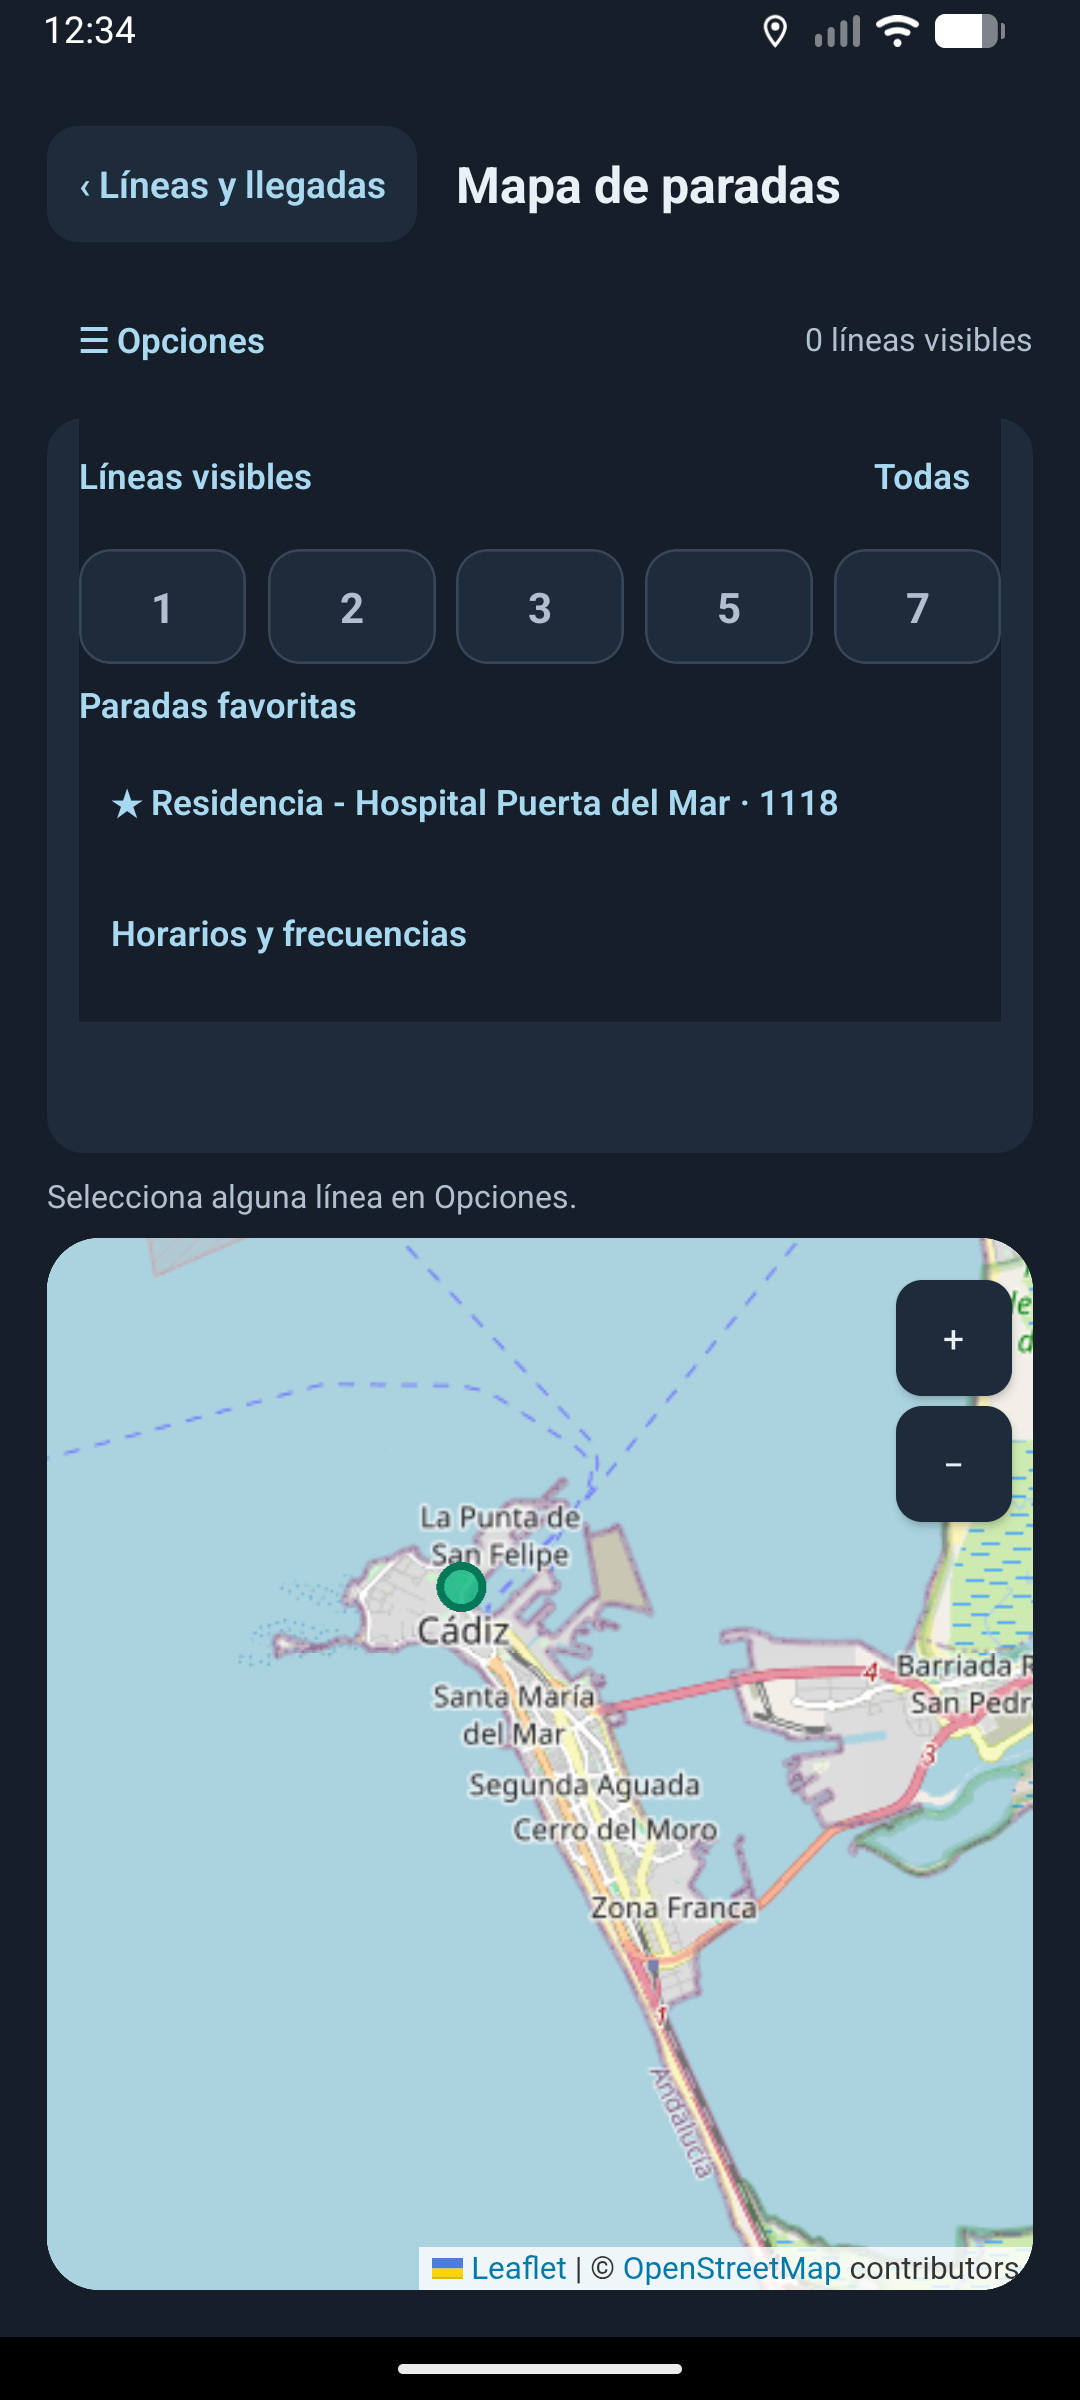 12:34
‹ Líneas y llegadas
Mapa de paradas
☰ Opciones
0 líneas visibles
Líneas visibles
Todas
1
2
3
5
7
Paradas favoritas
★ Residencia - Hospital Puerta del Mar · 1118
Horarios y frecuencias
Selecciona alguna línea en Opciones.
+
−
La Punta de
San Felipe
Cádiz
4
Barriada
San Pedr
Santa María
del Mar
3
Segunda Aguada
Cerro del Moro
Zona Franca
1
Andalucía
Leaflet | © OpenStreetMap contributors